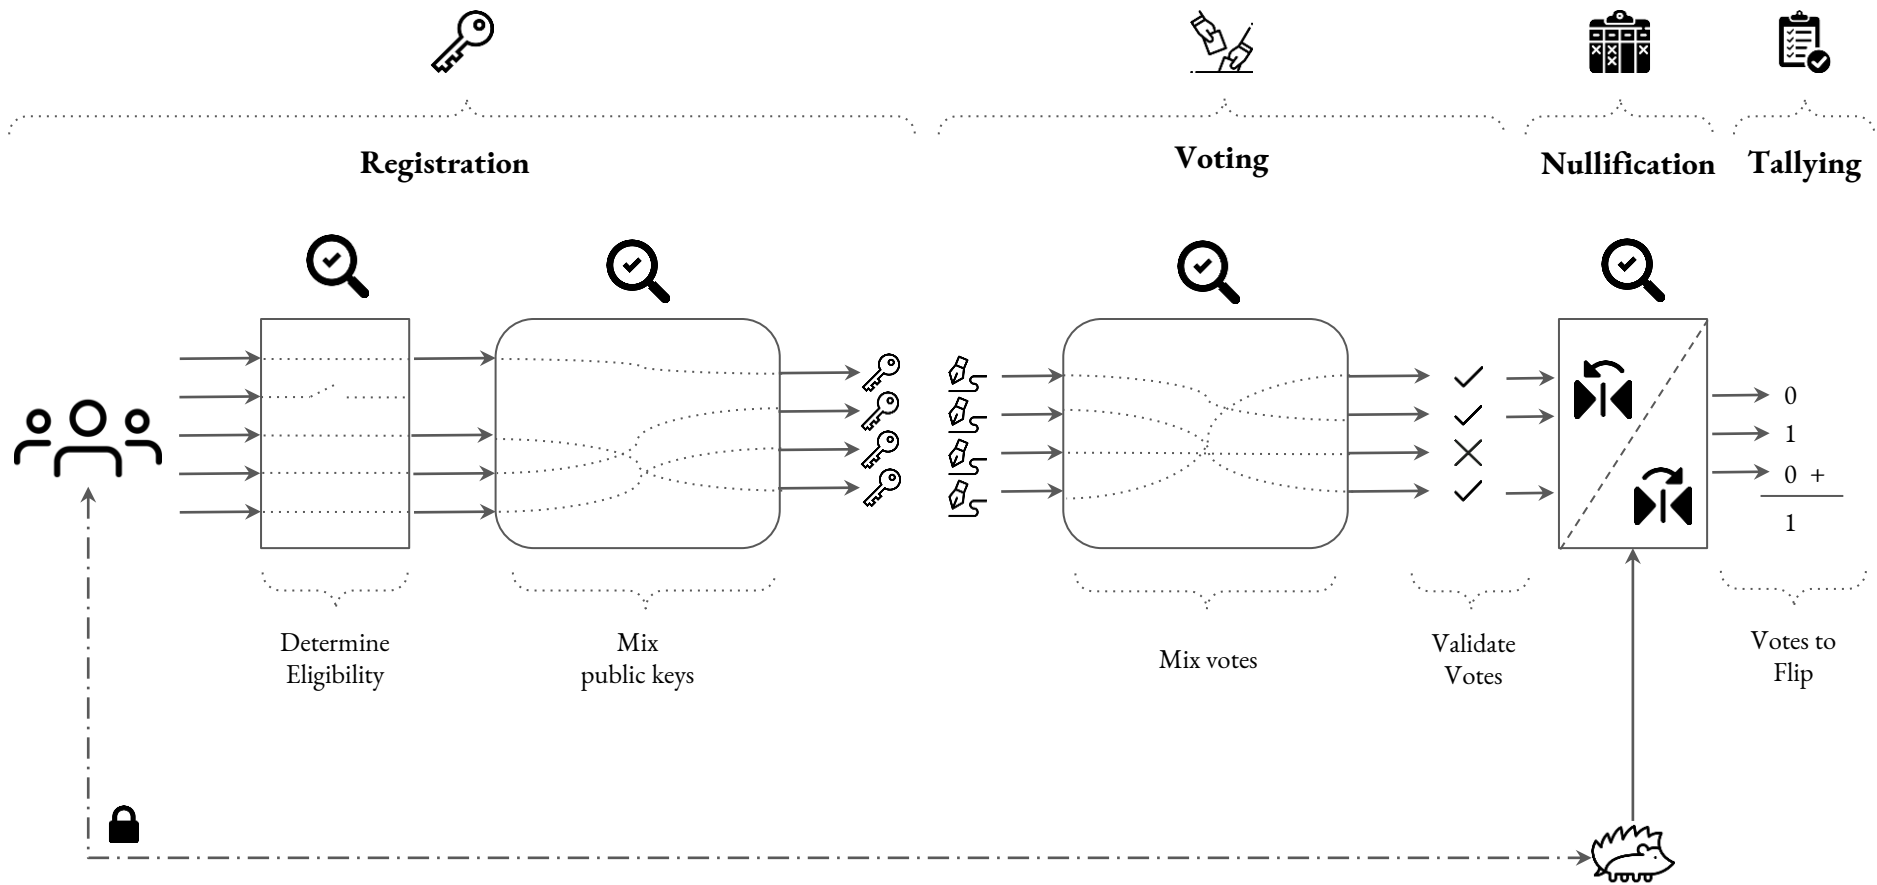 Registration
Voting
Nullification
Tallying
0
1
0 +
1
Determine
Eligibility
Mix
public keys
Mix votes
Validate
Votes
Votes to
Flip